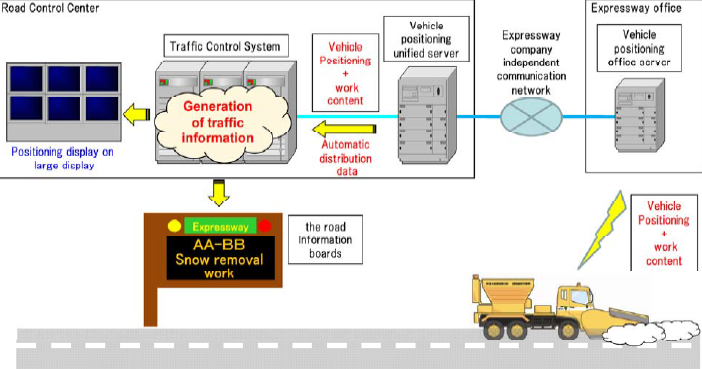 Road Control Center
Traffic Control System
Vehicle
Positioning
+
work
content
Vehicle
positioning
unified server
Expressway
company
independent
communication
network
Expressway office
Vehicle
positioning
office server
Generation
of traffic
information
Automatic
distribution
data
Positioning display on
large display
Expressway
AA-BB
Snow removal
work
the road
Information
boards
Vehicle
Positioning
+
work
content